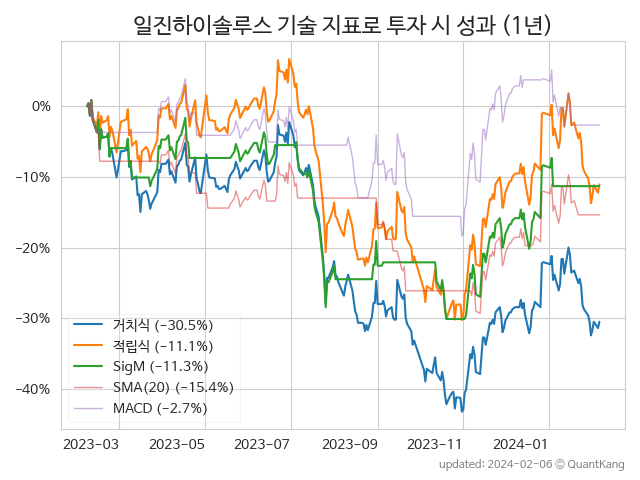 일진하이솔루스 기술 지표로 투자 시 성과 (1년)
0%
−10%
−20%
−30%
−40%
거치식 (−30.5%)
적립식 (−11.1%)
SigM (−11.3%)
SMA(20) (−15.4%)
MACD (−2.7%)
2023-03 2023-05 2023-07 2023-09 2023-11 2024-01
updated: 2024-02-06 © QuantKang